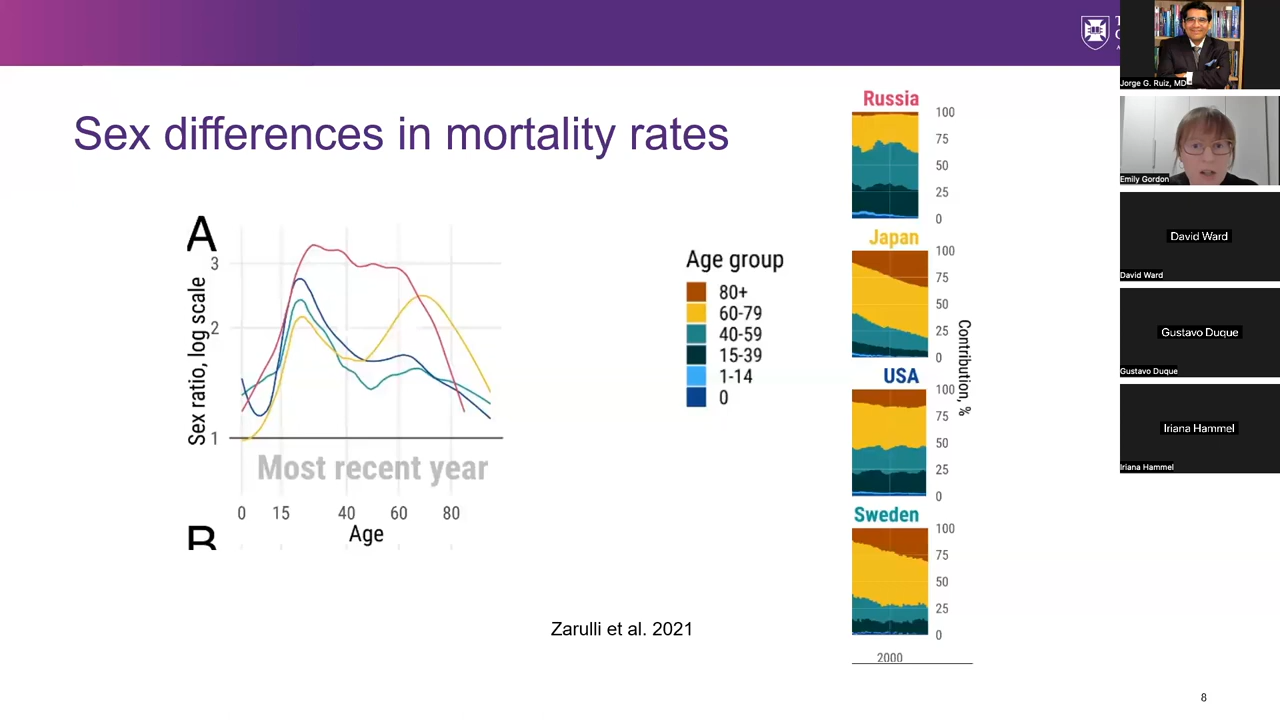 Sex differences in mortality rates
A
3
2
1
Sex ratio, log scale
Most recent year
0 15 40 60 80
Age
B
Age group
80+
60-79
40-59
15-39
1-14
0
Russia
100
75
50
25
0
Japan
100
75
50
25
0
USA
100
75
50
25
0
Sweden
100
75
50
25
0
2000
Contribution, %
Zarulli et al. 2021
8
Jorge G. Ruiz, MD
Emily Gordon
David Ward
David Ward
Gustavo Duque
Gustavo Duque
Iriana Hammel
Iriana Hammel